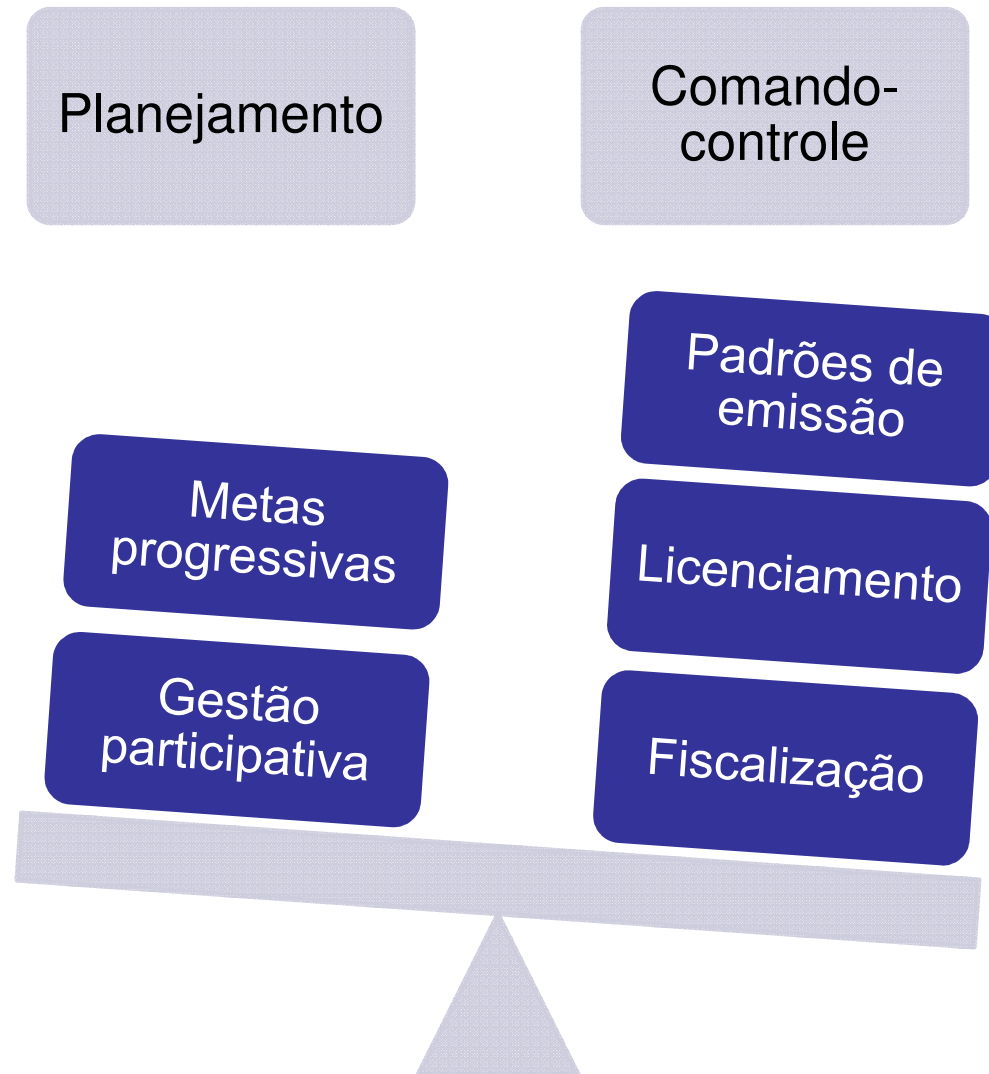 Planejamento
Comando-
controle
Metas
progressivas
Gestão
participativa
Padrões de
emissão
Licenciamento
Fiscalização